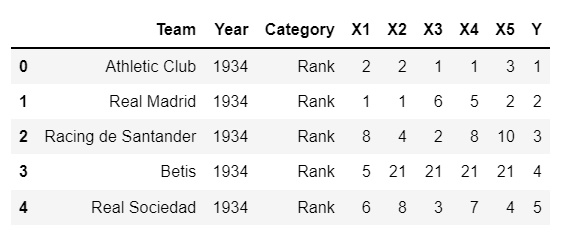 Team Year Category X1 X2 X3 X4 X5 Y
0 Athletic Club 1934 Rank 2 2 1 1 3 1
1 Real Madrid 1934 Rank 1 1 6 5 2 2
2 Racing de Santander 1934 Rank 8 4 2 8 10 3
3 Betis 1934 Rank 5 21 21 21 21 4
4 Real Sociedad 1934 Rank 6 8 3 7 4 5